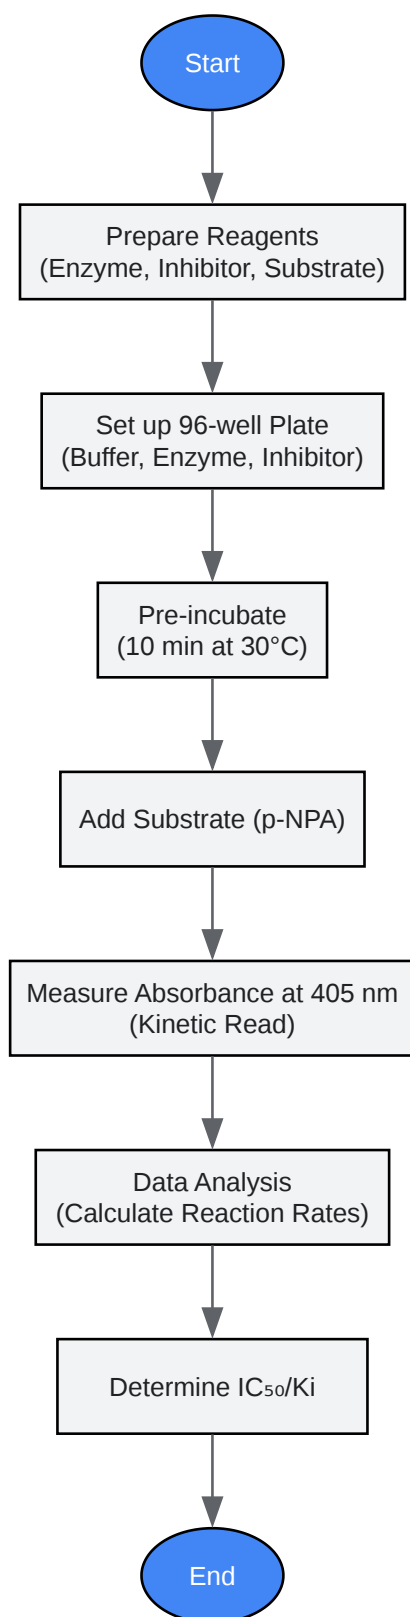 Start
Prepare Reagents
(Enzyme, Inhibitor, Substrate)
Set up 96-well Plate
(Buffer, Enzyme, Inhibitor)
Pre-incubate
(10 min at 30°C)
Add Substrate (p-NPA)
Measure Absorbance at 405 nm
(Kinetic Read)
Data Analysis
(Calculate Reaction Rates)
Determine IC₅₀/Ki
End